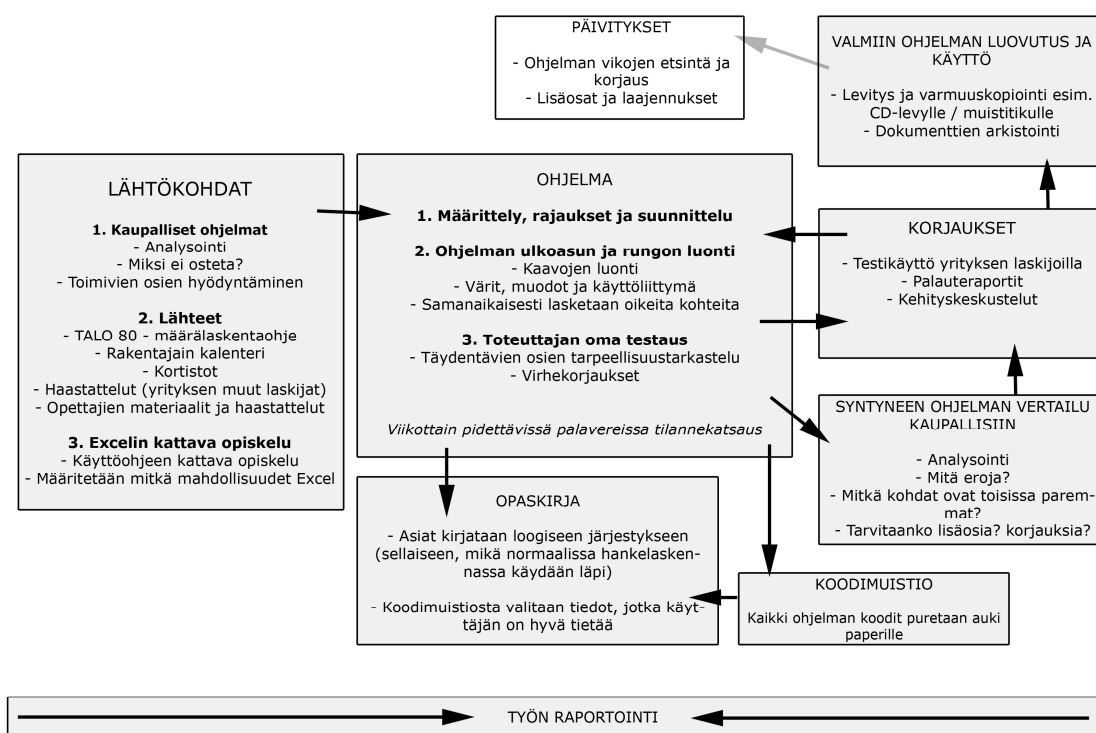 PÄIVITYKSET
- Ohjelman vikojen etsintä ja
korjaus
- Lisäosat ja laajennukset
VALMIIN OHJELMAN LUOVUTUS JA
KÄYTTÖ
- Levitys ja varmuuskopiointi esim.
CD-levylle / muistitikulle
- Dokumenttien arkistointi
LÄHTÖKOHDAT
1. Kaupalliset ohjelmat
- Analysointi
- Miksi ei osteta?
- Toimivien osien hyödyntäminen
2. Lähteet
- TALO 80 - määrälaskentaohje
- Rakentajain kalenteri
- Kortistot
- Haastattelut (yrityksen muut laskijat)
- Opettajien materiaalit ja haastattelut
3. Excelin kattava opiskelu
- Käyttöohjeen kattava opiskelu
- Määritetään mitkä mahdollisuudet Excel
OHJELMA
1. Määrittely, rajaukset ja suunnittelu
2. Ohjelman ulkoasun ja rungon luonti
- Kaavojen luonti
- Värit, muodot ja käyttöliittymä
- Samanaikaisesti lasketaan oikeita kohteita
3. Toteuttajan oma testaus
- Täydentävien osien tarpeellisuustarkastelu
- Virhekorjaukset
Viikottain pidettävissä palavereissa tilannekatsaus
KORJAUKSET
- Testikäyttö yrityksen laskijoilla
- Palauteraportit
- Kehityskeskustelut
SYNTYNEEN OHJELMAN VERTAILU
KAUPALLISIIN
- Analysointi
- Mitä eroja?
- Mitkä kohdat ovat toisissa parem-
mat?
- Tarvitaanko lisäosia? korjauksia?
OPASKIRJA
- Asiat kirjataan loogiseen järjestykseen
(sellaiseen, mikä normaalissa hankelasken-
nassa käydään läpi)
- Koodimuistiosta valitaan tiedot, jotka käyt-
täjän on hyvä tietää
KOODIMUISTIO
Kaikki ohjelman koodit puretaan auki
paperille
TYÖN RAPORTOINTI